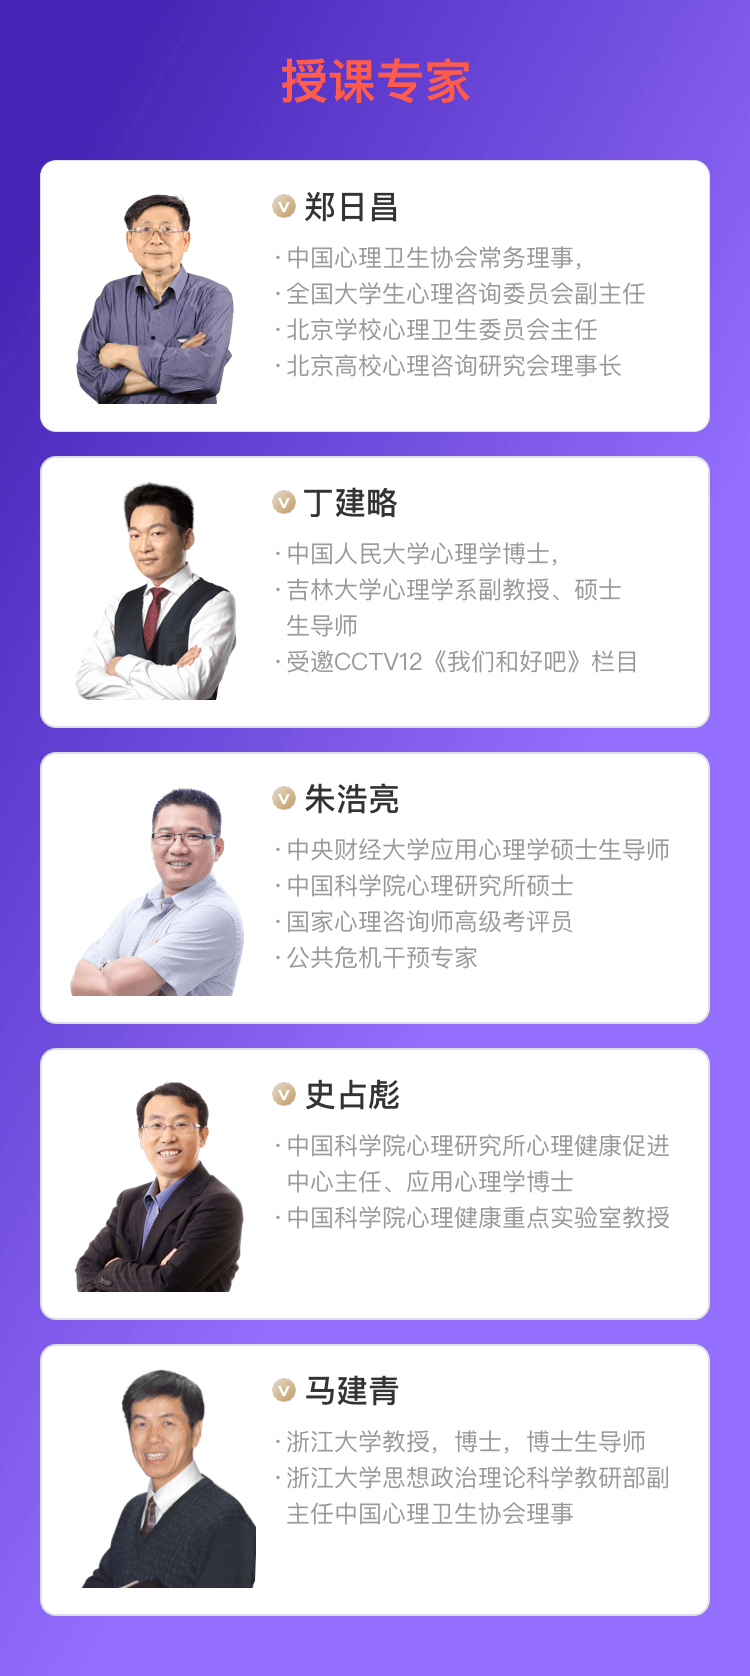 授课专家
郑日昌
· 中国心理卫生协会常务理事,
· 全国大学生心理咨询委员会副主任
· 北京学校心理卫生委员会主任
· 北京高校心理咨询研究会理事长
丁建略
· 中国人民大学心理学博士,
· 吉林大学心理学系副教授、硕士
生导师
· 受邀CCTV12《我们和好吧》栏目
朱浩亮
· 中央财经大学应用心理学硕士生导师
· 中国科学院心理研究所硕士
· 国家心理咨询师高级考评员
· 公共危机干预专家
史占彪
· 中国科学院心理研究所心理健康促进
中心主任、应用心理学博士
· 中国科学院心理健康重点实验室教授
马建青
· 浙江大学教授，博士，博士生导师
· 浙江大学思想政治理论科学教研部副
主任中国心理卫生协会理事